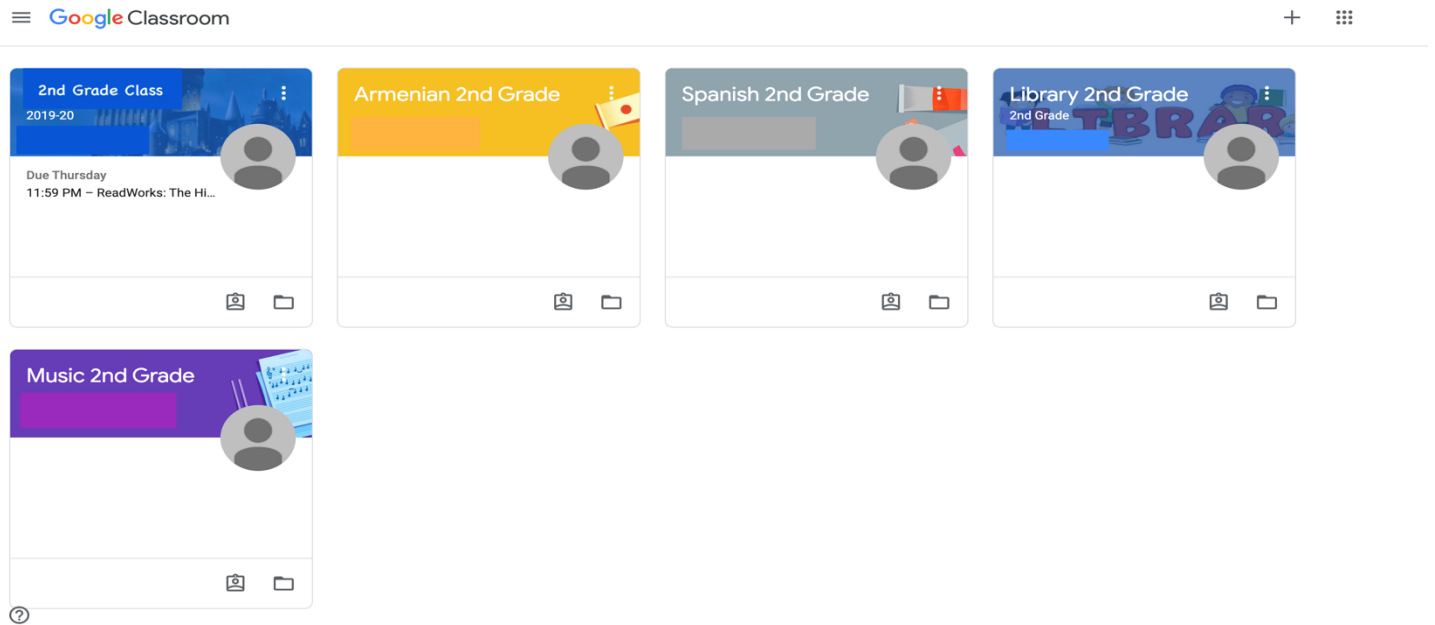 Google Classroom
2nd Grade Class
2019-20
Due Thursday
11:59 PM – ReadWorks: The Hi...
Armenian 2nd Grade
Spanish 2nd Grade
Library 2nd Grade
2nd Grade
LIBRAR
Music 2nd Grade